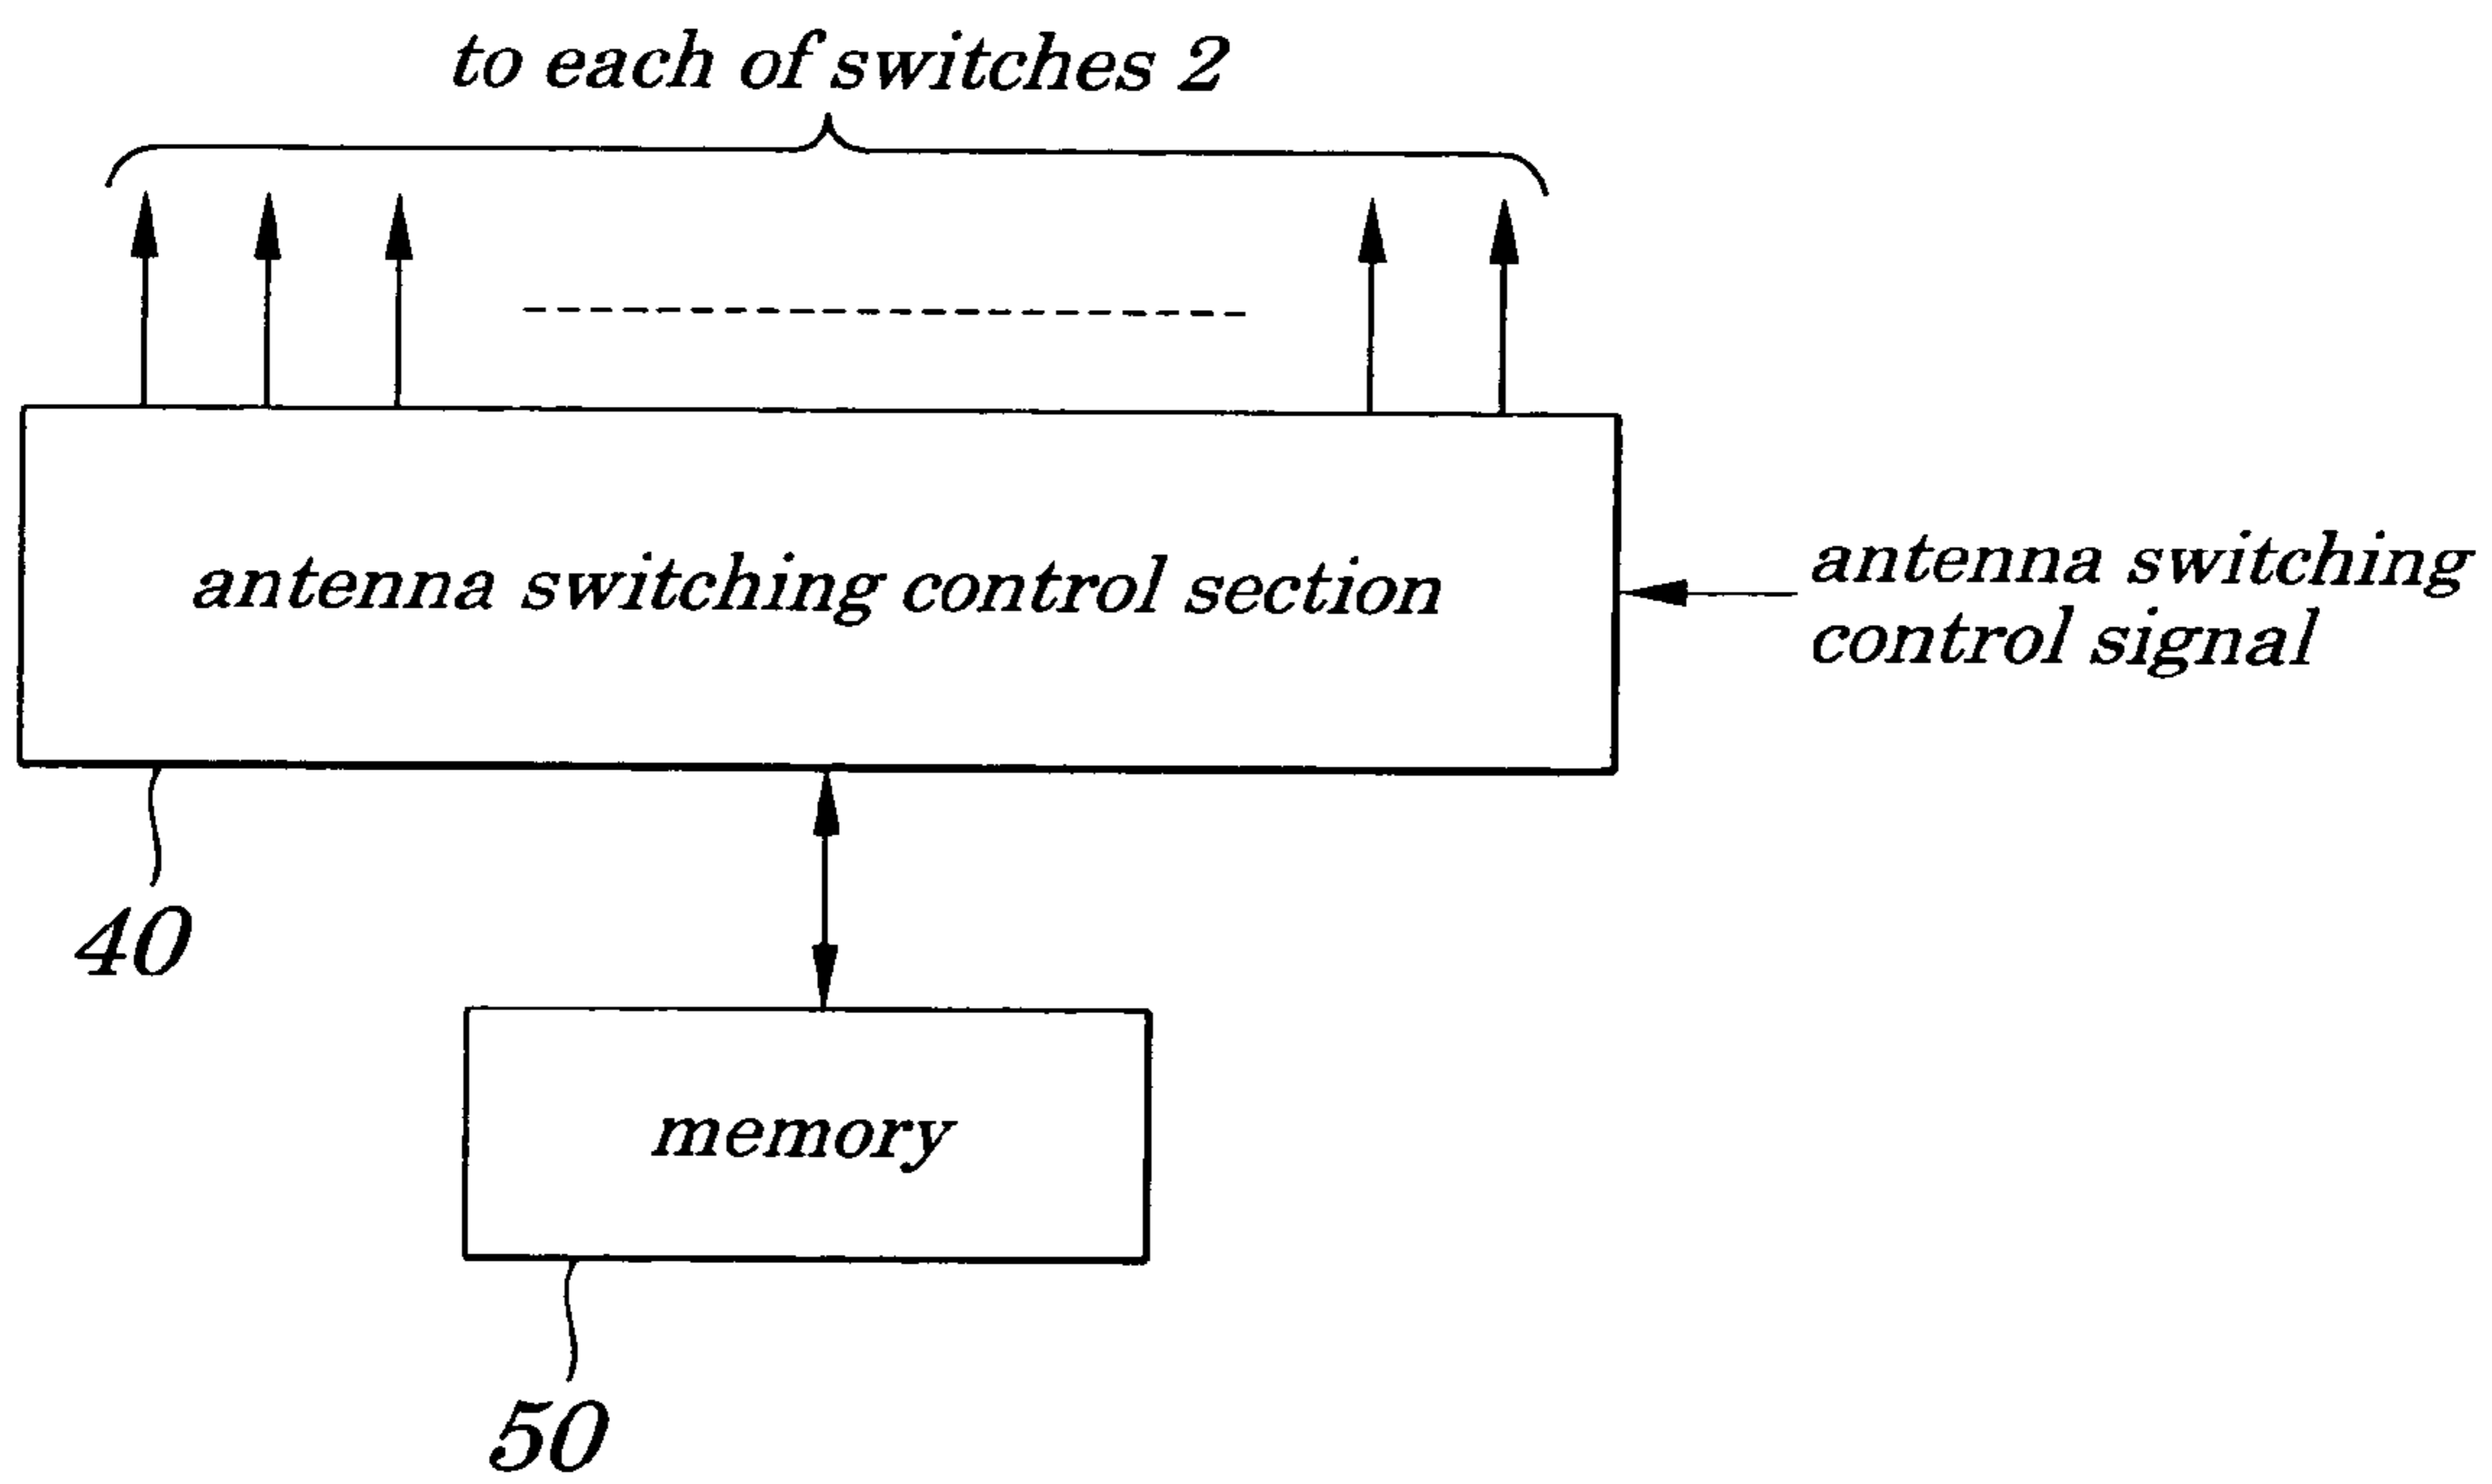 to each of switches 2
antenna switching control section
antenna switching
control signal
40
memory
50